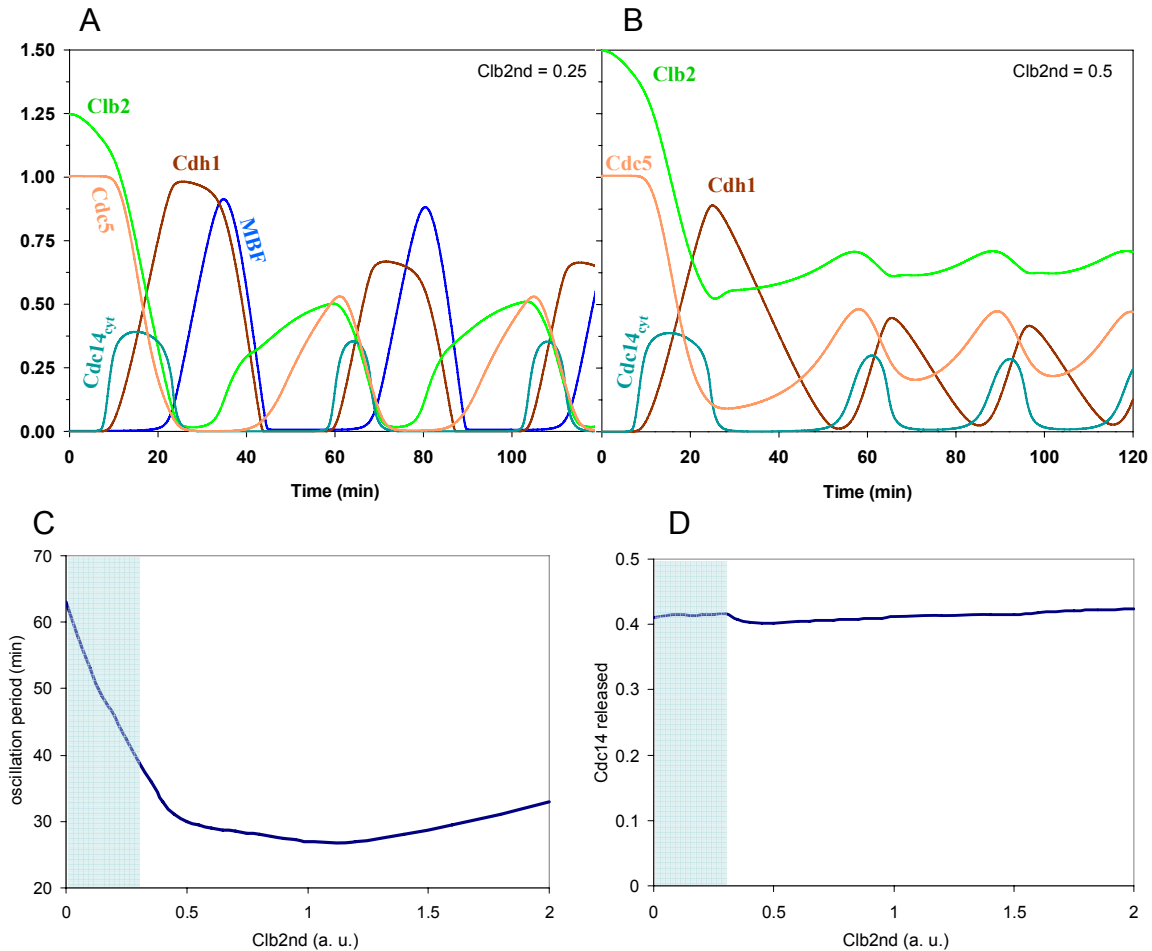 A
Clb2nd = 0.25
1.50
1.25
1.00
0.75
0.50
0.25
0.00
Clb2
Cdc5
Cdh1
MBF
Cdc14cyt
0 20 40 60 80 100
Time (min)
B
Clb2nd = 0.5
Clb2
Cdc5
Cdh1
0 20 40 60 80 100 120
Time (min)
C
oscillation period (min)
70
60
50
40
30
20
0 0.5 1 1.5 2
Clb2nd (a. u.)
D
Cdc14 released
0.5
0.4
0.3
0.2
0.1
0
0 0.5 1 1.5 2
Clb2nd (a. u.)